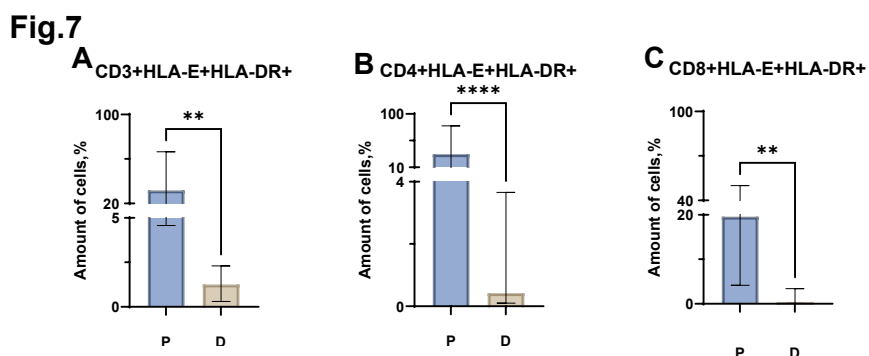 Fig.7
A CD3+HLA-E+HLA-DR+
Amount of cells,%
100
20
5
0
**
P D
B CD4+HLA-E+HLA-DR+
Amount of cells,%
100
10
4
0
****
P D
C CD8+HLA-E+HLA-DR+
Amount of cells,%
100
40
20
0
**
P D